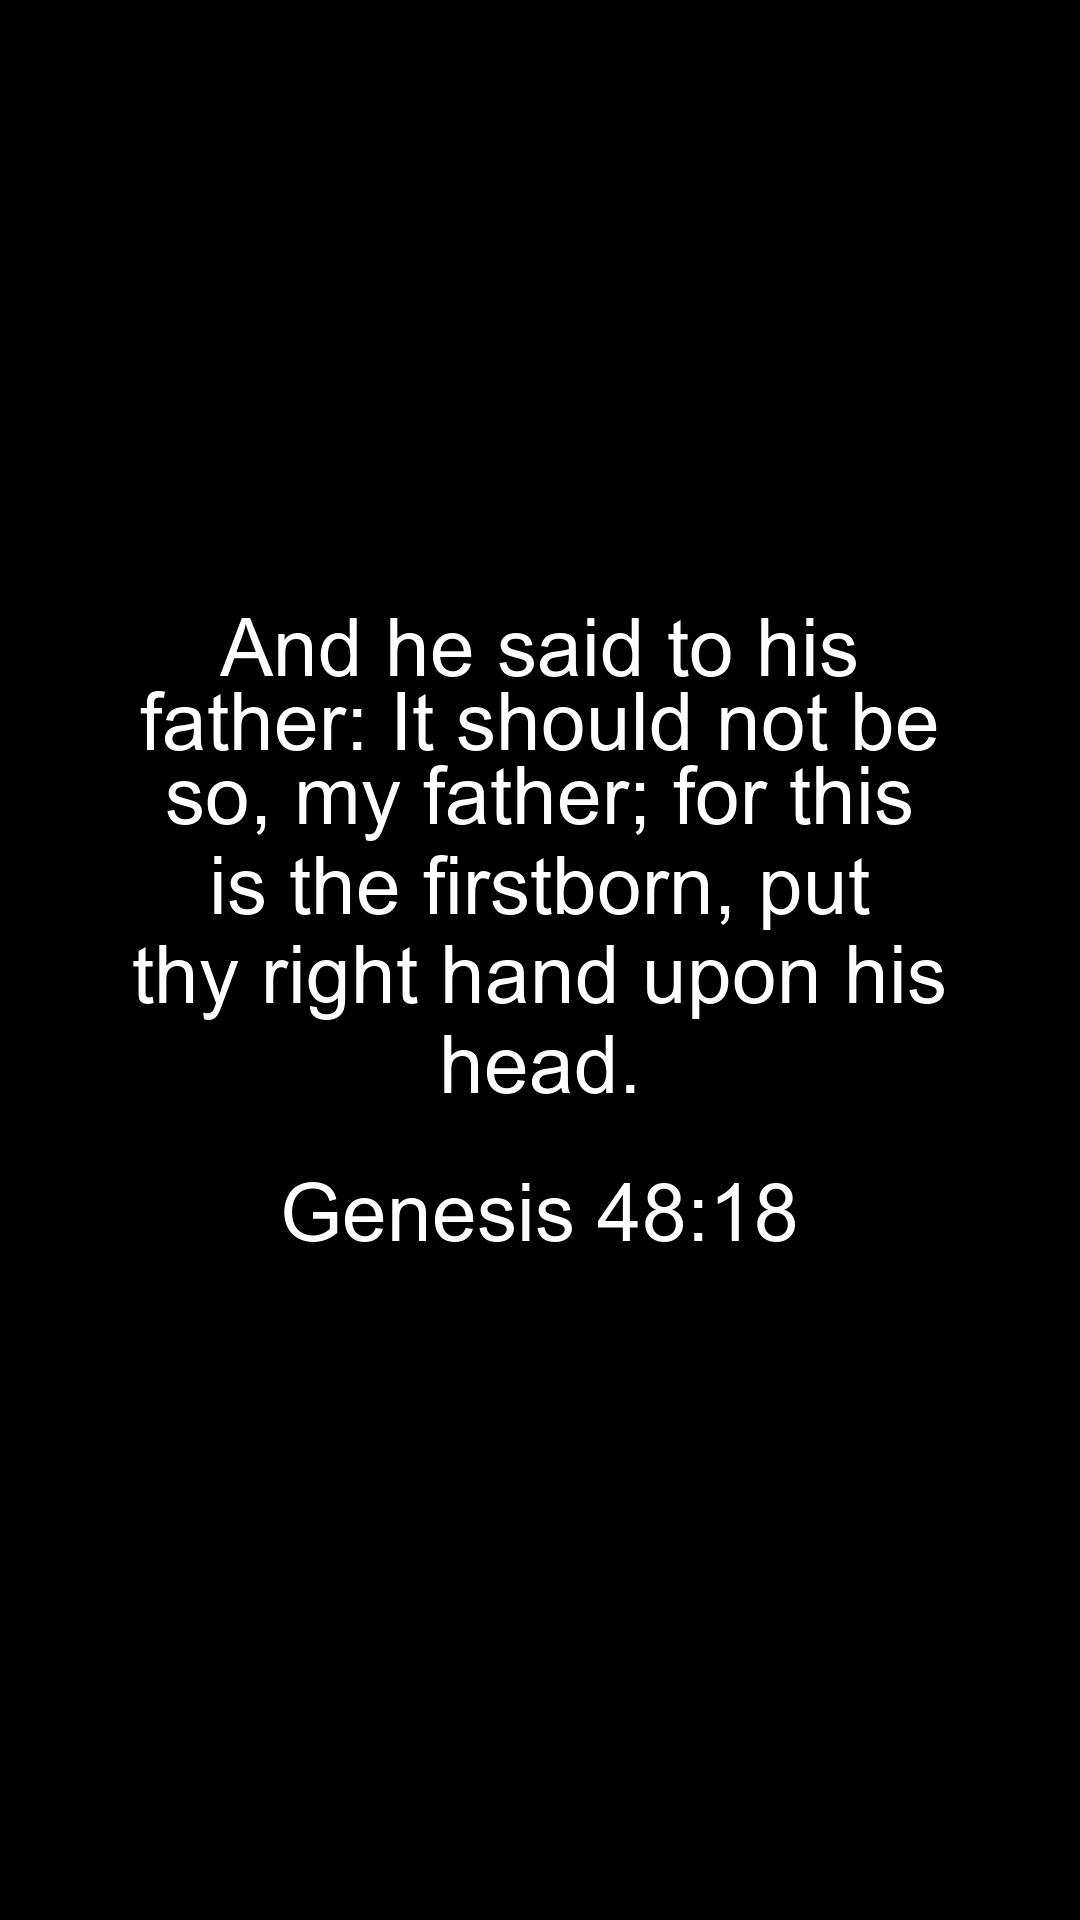 And he said to his
father: It should not be
so, my father; for this
is the firstborn, put
thy right hand upon his
head.
Genesis 48:18